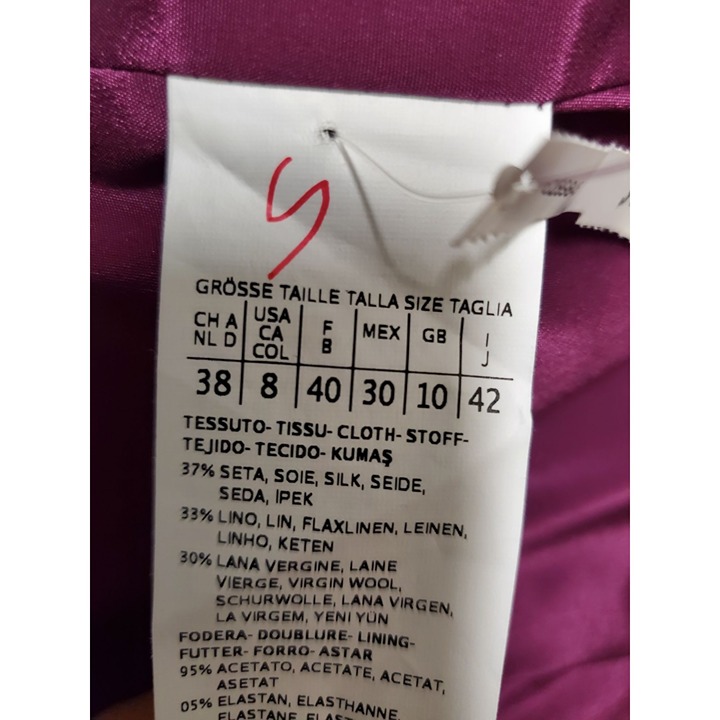 S
GRÖSSE TAILLE TALLA SIZE TAGLIA
CH A NL D USA CA COL F B MEX GB I J
38 8 40 30 10 42
TESSUTO- TISSU- CLOTH- STOFF-
TEJIDO- TECIDO- KUMAŞ
37% SETA, SOIE, SILK, SEIDE,
SEDA, İPEK
33% LINO, LIN, FLAXLINEN, LEINEN,
LINHO, KETEN
30% LANA VERGINE, LAINE
VIERGE, VIRGIN WOOL,
SCHURWOLLE, LANA VIRGEN,
LA VIRGEM, YENI YÜN
FODERA- DOUBLURE- LINING-
FUTTER- FORRO- ASTAR
95% ACETATO, ACETATE, ACETAT,
ASETAT
05% ELASTAN, ELASTHANNE,
ELASTANE, ELASTAN